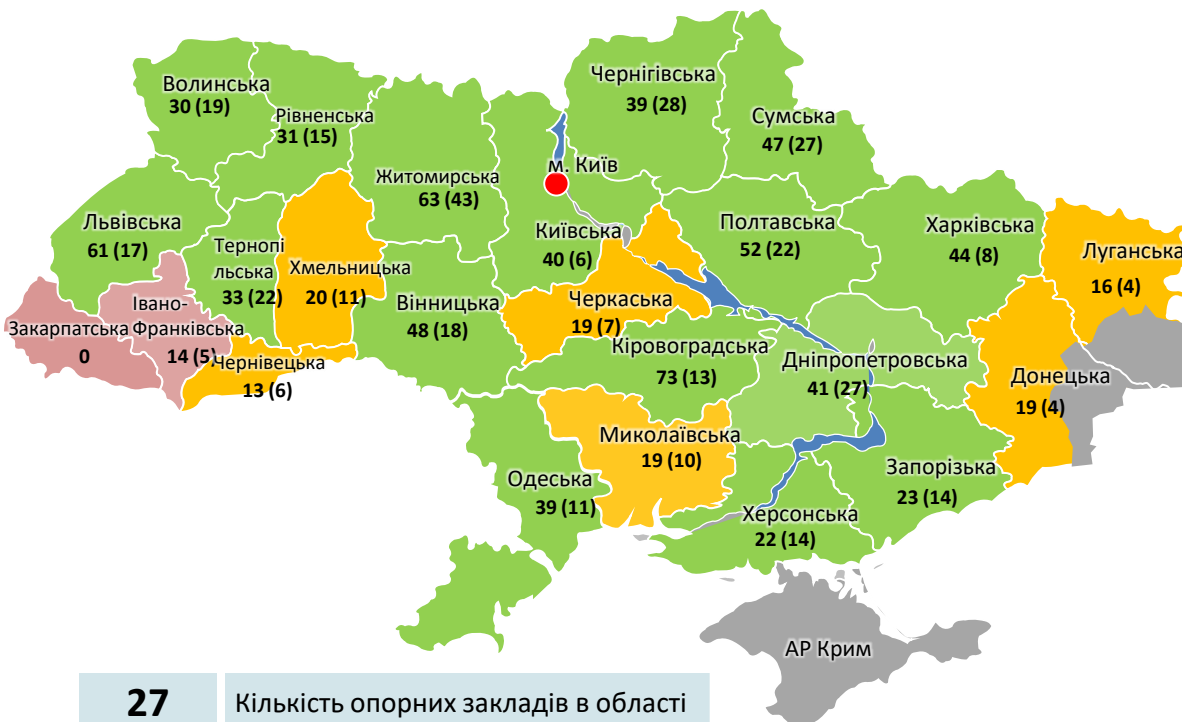 Волинська
30 (19)
Рівненська
31 (15)
Житомирська
63 (43)
Чернігівська
39 (28)
Сумська
47 (27)
м. Київ
Київська
40 (6)
Львівська
61 (17)
Тернопі
льська
33 (22)
Хмельницька
20 (11)
Вінницька
48 (18)
Черкаська
19 (7)
Полтавська
52 (22)
Харківська
44 (8)
Луганська
16 (4)
Закарпатська
0
Івано-
Франківська
14 (5)
Чернівецька
13 (6)
Кіровоградська
73 (13)
Дніпропетровська
41 (27)
Донецька
19 (4)
Миколаївська
19 (10)
Одеська
39 (11)
Запорізька
23 (14)
Херсонська
22 (14)
АР Крим
27 Кількість опорних закладів в області